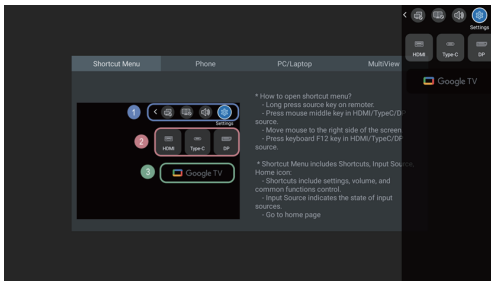 Settings
HDMI
Type-C
DP
Google TV
Shortcut Menu
Phone
PC/Laptop
MultiView
1
Settings
2
HDMI
Type-C
DP
3
Google TV
* How to open shortcut menu?
- Long press source key on remoter.
- Press mouse middle key in HDMI/TypeC/DP
source.
- Move mouse to the right side of the screen
- Press keyboard F12 key in HDMI/TypeC/DP
source.
* Shortcut Menu includes Shortcuts, Input Source,
Home icon:
- Shortcuts include settings, volume, and
common functions control.
- Input Source indicates the state of input
sources.
- Go to home page